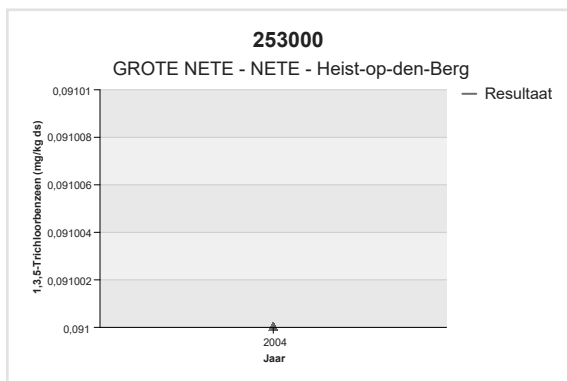 253000
GROTE NETE - NETE - Heist-op-den-Berg
Resultaat
1,3,5-Trichloorbenzeen (mg/kg ds)
0,09101
0,091008
0,091006
0,091004
0,091002
0,091
2004
Jaar